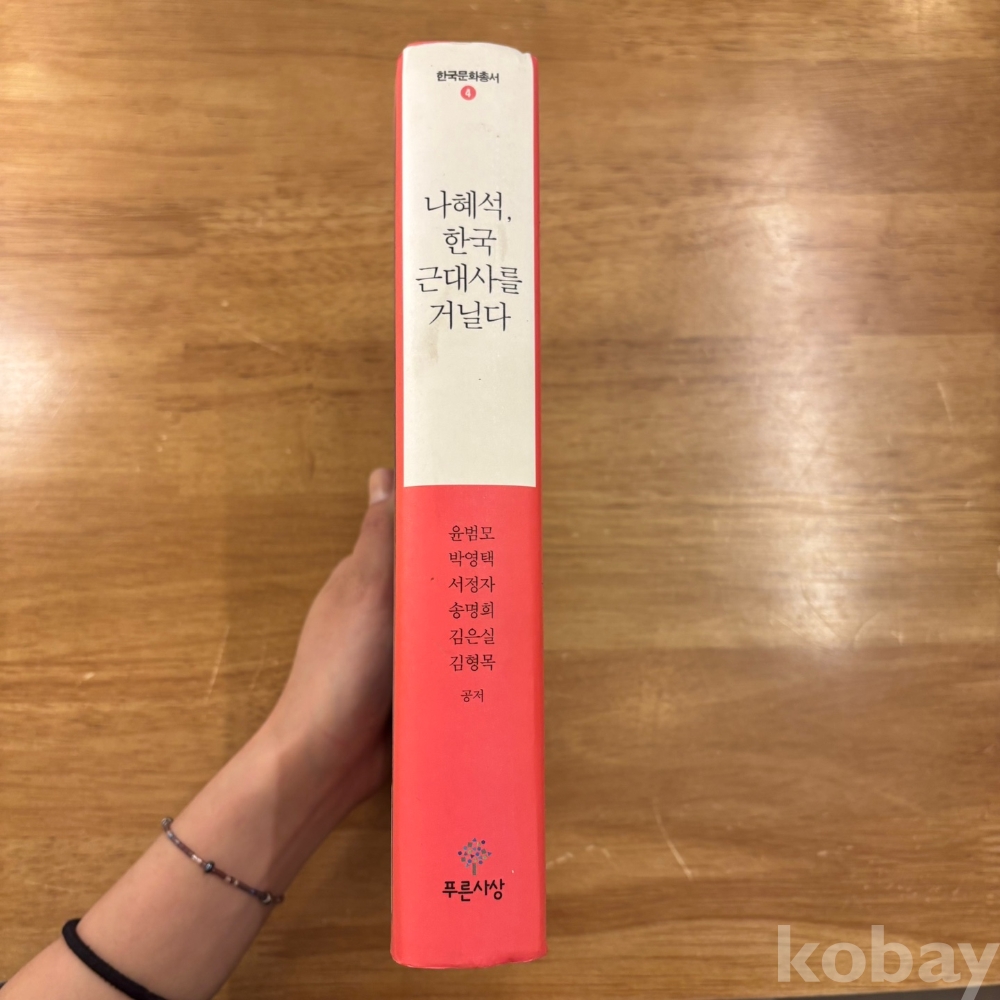 한국문화총서
4
나혜석,
한국
근대사를
거닐다
윤범모
박영택
서정자
송명희
김은실
김형목
공저
푸른사상
kobay